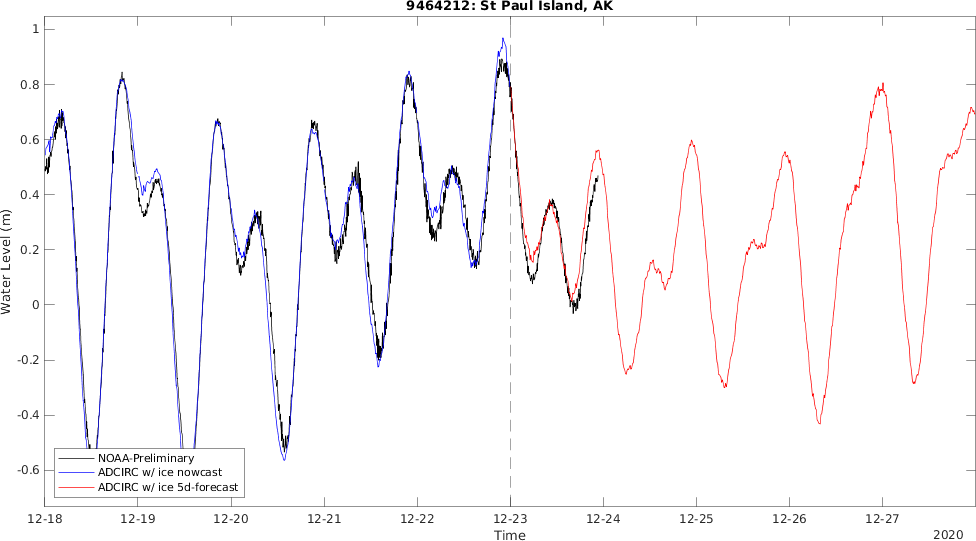 9464212: St Paul Island, AK
Water Level (m)
1
0.8
0.6
0.4
0.2
0
-0.2
-0.4
-0.6
NOAA-Preliminary
ADCIRC w/ ice nowcast
ADCIRC w/ ice 5d-forecast
12-18 12-19 12-20 12-21 12-22 12-23 12-24 12-25 12-26 12-27
Time
2020